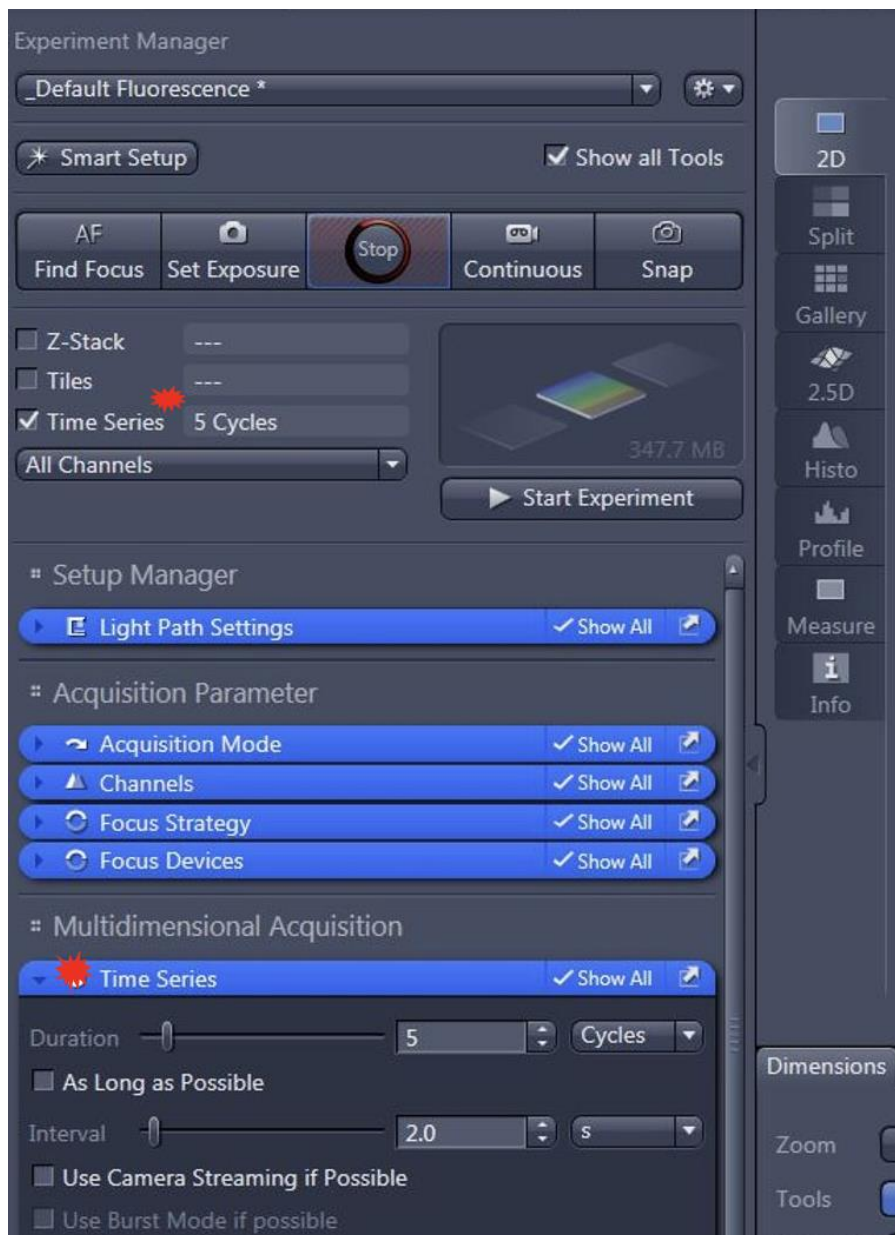 Experiment Manager
_Default Fluorescence *
Smart Setup
Show all Tools
AF
Find Focus
Set Exposure
Stop
Continuous
Snap
Z-Stack ---
Tiles ---
Time Series 5 Cycles
All Channels
347.7 MB
Start Experiment
Setup Manager
Light Path Settings Show All
Acquisition Parameter
Acquisition Mode Show All
Channels Show All
Focus Strategy Show All
Focus Devices Show All
Multidimensional Acquisition
Time Series Show All
Duration 5 Cycles
As Long as Possible
Interval 2.0 s
Use Camera Streaming if Possible
Use Burst Mode if possible
2D
Split
Gallery
2.5D
Histo
Profile
Measure
i
Info
Dimensions
Zoom
Tools